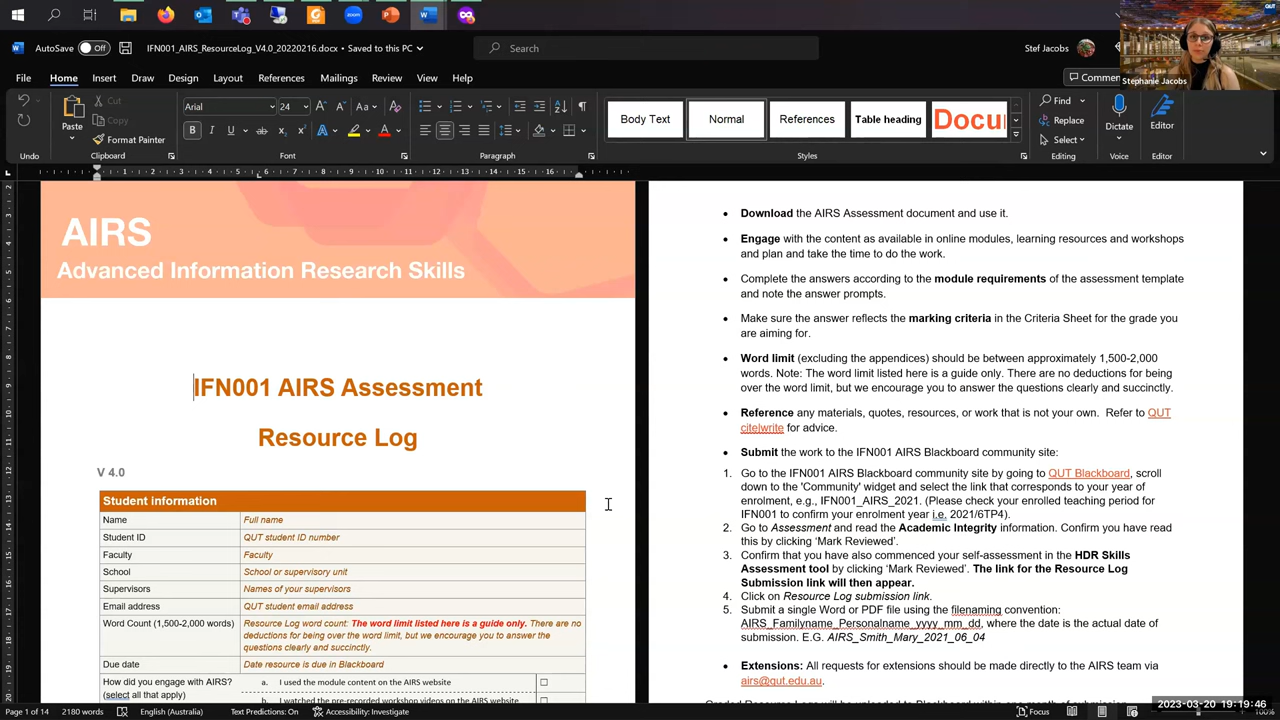 QUT
AutoSave
Off
IFN001_AIRS_ResourceLog_V4.0_20220216.docx • Saved to this PC
Search
Stef Jacobs
Stephanie Jacobs
File Home Insert Draw Design Layout References Mailings Review View Help
Paste
Cut
Copy
Format Painter
Arial
24
Body Text
Normal
References
Table heading
Find
Replace
Select
Dictate
Editor
Undo
Clipboard
Font
Paragraph
Styles
Editing
Voice
Editor
AIRS
Advanced Information Research Skills
IFN001 AIRS Assessment
Resource Log
V 4.0
Student information
Name Full name
Student ID QUT student ID number
Faculty Faculty
School School or supervisory unit
Supervisors Names of your supervisors
Email address QUT student email address
Word Count (1,500-2,000 words) Resource Log word count: The word limit listed here is a guide only. There are no
deductions for being over the word limit, but we encourage you to answer the
questions clearly and succinctly.
Due date Date resource is due in Blackboard
How did you engage with AIRS?
(select all that apply)
a. I used the module content on the AIRS website
b. I watched the pre-recorded workshop videos on the AIRS website
• Download the AIRS Assessment document and use it.
• Engage with the content as available in online modules, learning resources and workshops
and plan and take the time to do the work.
• Complete the answers according to the module requirements of the assessment template
and note the answer prompts.
• Make sure the answer reflects the marking criteria in the Criteria Sheet for the grade you
are aiming for.
• Word limit (excluding the appendices) should be between approximately 1,500-2,000
words. Note: The word limit listed here is a guide only. There are no deductions for being
over the word limit, but we encourage you to answer the questions clearly and succinctly.
• Reference any materials, quotes, resources, or work that is not your own. Refer to QUT
cite|write for advice.
• Submit the work to the IFN001 AIRS Blackboard community site:
1. Go to the IFN001 AIRS Blackboard community site by going to QUT Blackboard, scroll
down to the 'Community' widget and select the link that corresponds to your year of
enrolment, e.g., IFN001_AIRS_2021. (Please check your enrolled teaching period for
IFN001 to confirm your enrolment year i.e. 2021/6TP4).
2. Go to Assessment and read the Academic Integrity information. Confirm you have read
this by clicking 'Mark Reviewed'.
3. Confirm that you have also commenced your self-assessment in the HDR Skills
Assessment tool by clicking 'Mark Reviewed'. The link for the Resource Log
Submission link will then appear.
4. Click on Resource Log submission link.
5. Submit a single Word or PDF file using the filenaming convention:
AIRS_Familyname_Personalname_yyyy_mm_dd, where the date is the actual date of
submission. E.G. AIRS_Smith_Mary_2021_06_04
• Extensions: All requests for extensions should be made directly to the AIRS team via
airs@qut.edu.au.
Page 1 of 14
2180 words
English (Australia)
Text Predictions: On
Accessibility: Investigate
Focus
2023-03-20 19:19:46